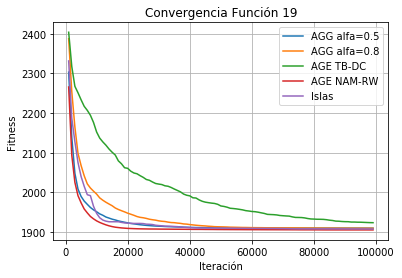 Convergencia Función 19
2400
2300
2200
2100
2000
1900
Fitness
0 20000 40000 60000 80000 100000
Iteración
AGG alfa=0.5
AGG alfa=0.8
AGE TB-DC
AGE NAM-RW
Islas